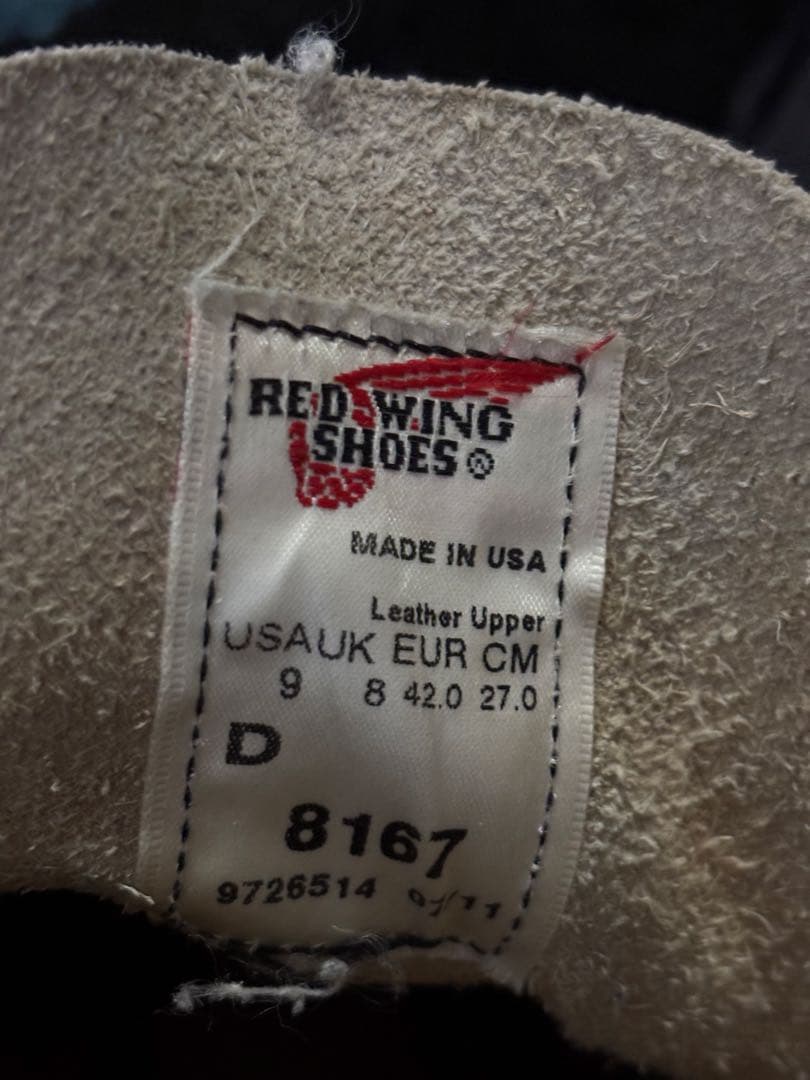 RED WING
SHOES®
MADE IN USA
Leather Upper
USA UK EUR CM
9 8 42.0 27.0
D
8167
9726514